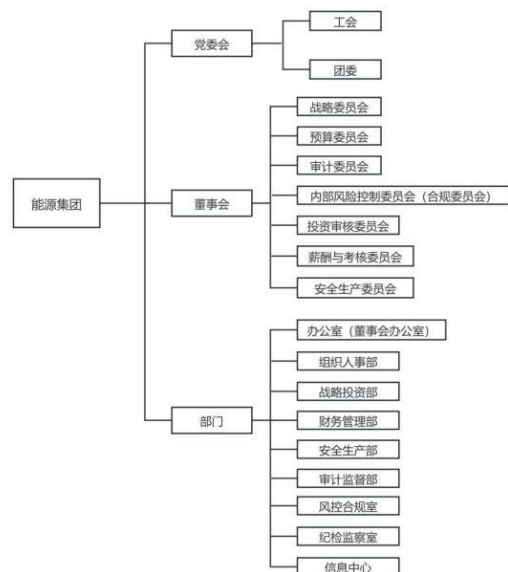 能源集团
党委会
工会
团委
董事会
战略委员会
预算委员会
审计委员会
内部风险控制委员会（合规委员会）
投资审核委员会
薪酬与考核委员会
安全生产委员会
部门
办公室（董事会办公室）
组织人事部
战略投资部
财务管理部
安全生产部
审计监督部
风控合规室
纪检监察室
信息中心